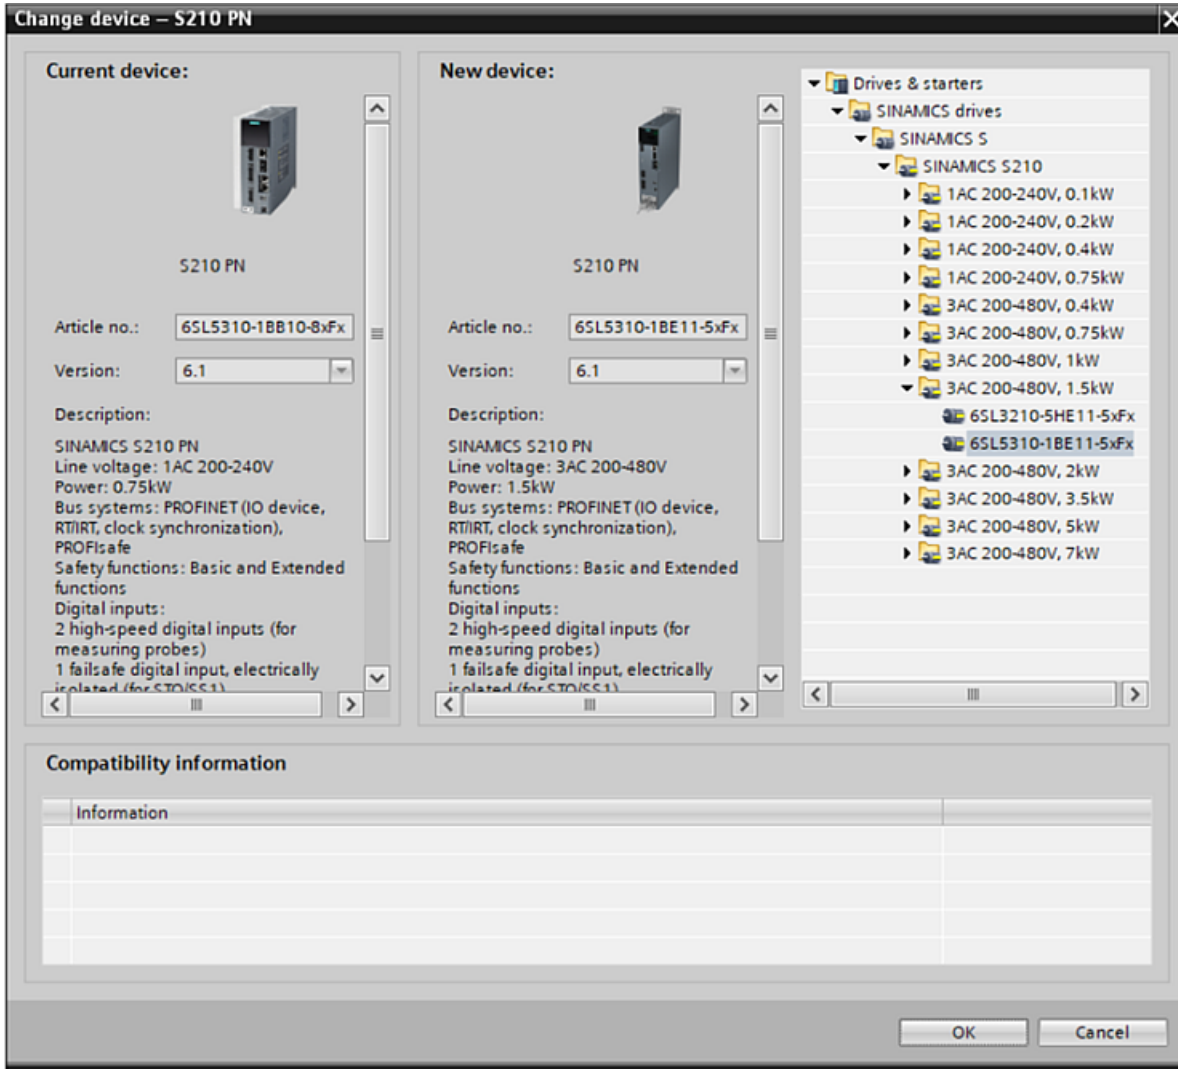 Change device – S210 PN
Current device:
S210 PN
Article no.: 6SL5310-1BB10-8xFx
Version: 6.1
Description:
SINAMICS S210 PN
Line voltage: 1AC 200-240V
Power: 0.75kW
Bus systems: PROFINET (IO device,
RT/IRT, clock synchronization),
PROFIsafe
Safety functions: Basic and Extended
functions
Digital inputs:
2 high-speed digital inputs (for
measuring probes)
1 failsafe digital input, electrically
isolated (for STO/SS1)
New device:
S210 PN
Article no.: 6SL5310-1BE11-5xFx
Version: 6.1
Description:
SINAMICS S210 PN
Line voltage: 3AC 200-480V
Power: 1.5kW
Bus systems: PROFINET (IO device,
RT/IRT, clock synchronization),
PROFIsafe
Safety functions: Basic and Extended
functions
Digital inputs:
2 high-speed digital inputs (for
measuring probes)
1 failsafe digital input, electrically
isolated (for STO/SS1)
Drives & starters
SINAMICS drives
SINAMICS S
SINAMICS S210
1AC 200-240V, 0.1kW
1AC 200-240V, 0.2kW
1AC 200-240V, 0.4kW
1AC 200-240V, 0.75kW
3AC 200-480V, 0.4kW
3AC 200-480V, 0.75kW
3AC 200-480V, 1kW
3AC 200-480V, 1.5kW
6SL3210-5HE11-5xFx
6SL5310-1BE11-5xFx
3AC 200-480V, 2kW
3AC 200-480V, 3.5kW
3AC 200-480V, 5kW
3AC 200-480V, 7kW
Compatibility information
Information
OK
Cancel